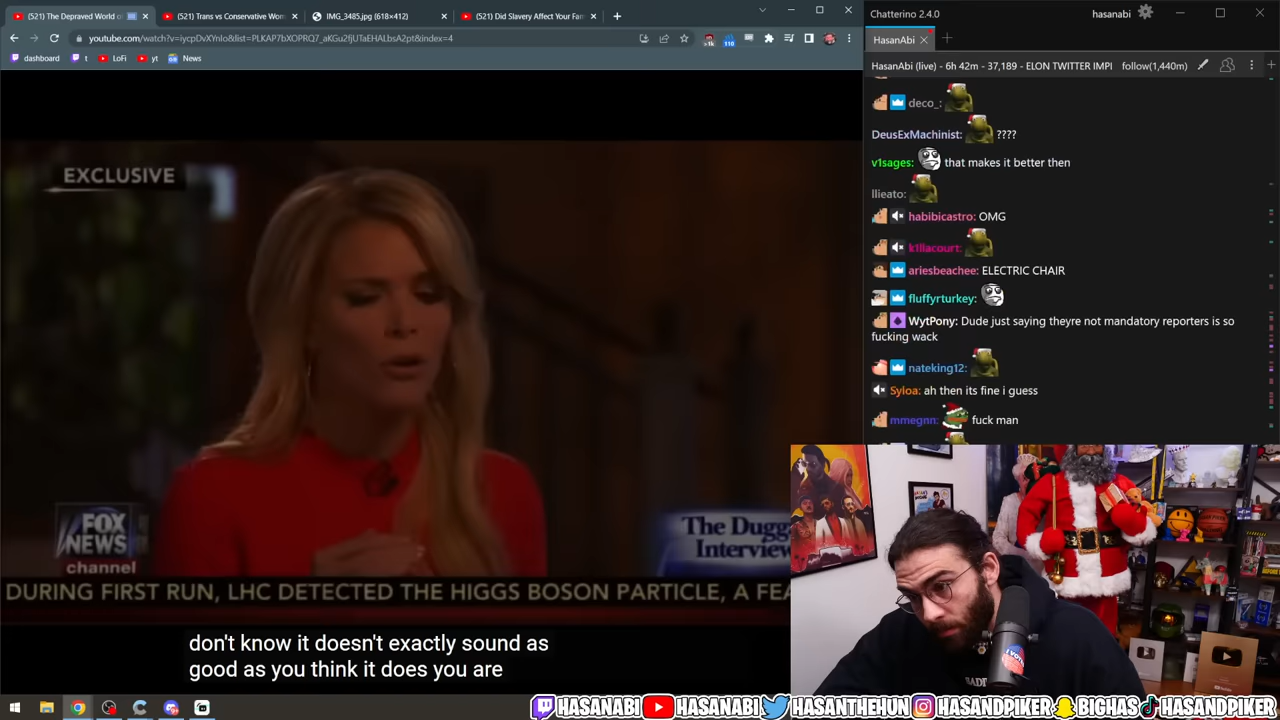 (521) The Depraved World o
(521) Trans vs Conservative Wom
IMG_3485.jpg (618×412)
(521) Did Slavery Affect Your Fam
youtube.com/watch?v=iycpDvXYnIo&list=PLKAP7bXOPRQ7_aKGu2fjUTaEHALbsA2pt&index=4
>1k
110
dashboard
t
LoFi
yt
News
EXCLUSIVE
FOX
NEWS
channel
The Dugg
Interview
DURING FIRST RUN, LHC DETECTED THE HIGGS BOSON PARTICLE, A FEA
don't know it doesn't exactly sound as
good as you think it does you are
Chatterino 2.4.0
hasanabi
HasanAbi
HasanAbi (live) - 6h 42m - 37,189 - ELON TWITTER IMPI
follow(1,440m)
deco_:
DeusExMachinist: ????
v1sages: that makes it better then
llieato:
habibicastro: OMG
k1llacourt:
ariesbeachee: ELECTRIC CHAIR
fluffyrturkey:
WytPony: Dude just saying theyre not mandatory reporters is so
fucking wack
nateking12:
Syloa: ah then its fine i guess
mmegnn: fuck man
HASANABI
HASANABI
HASANTHEHUN
HASANDPIKER
BIGHAS
HASANDPIKER